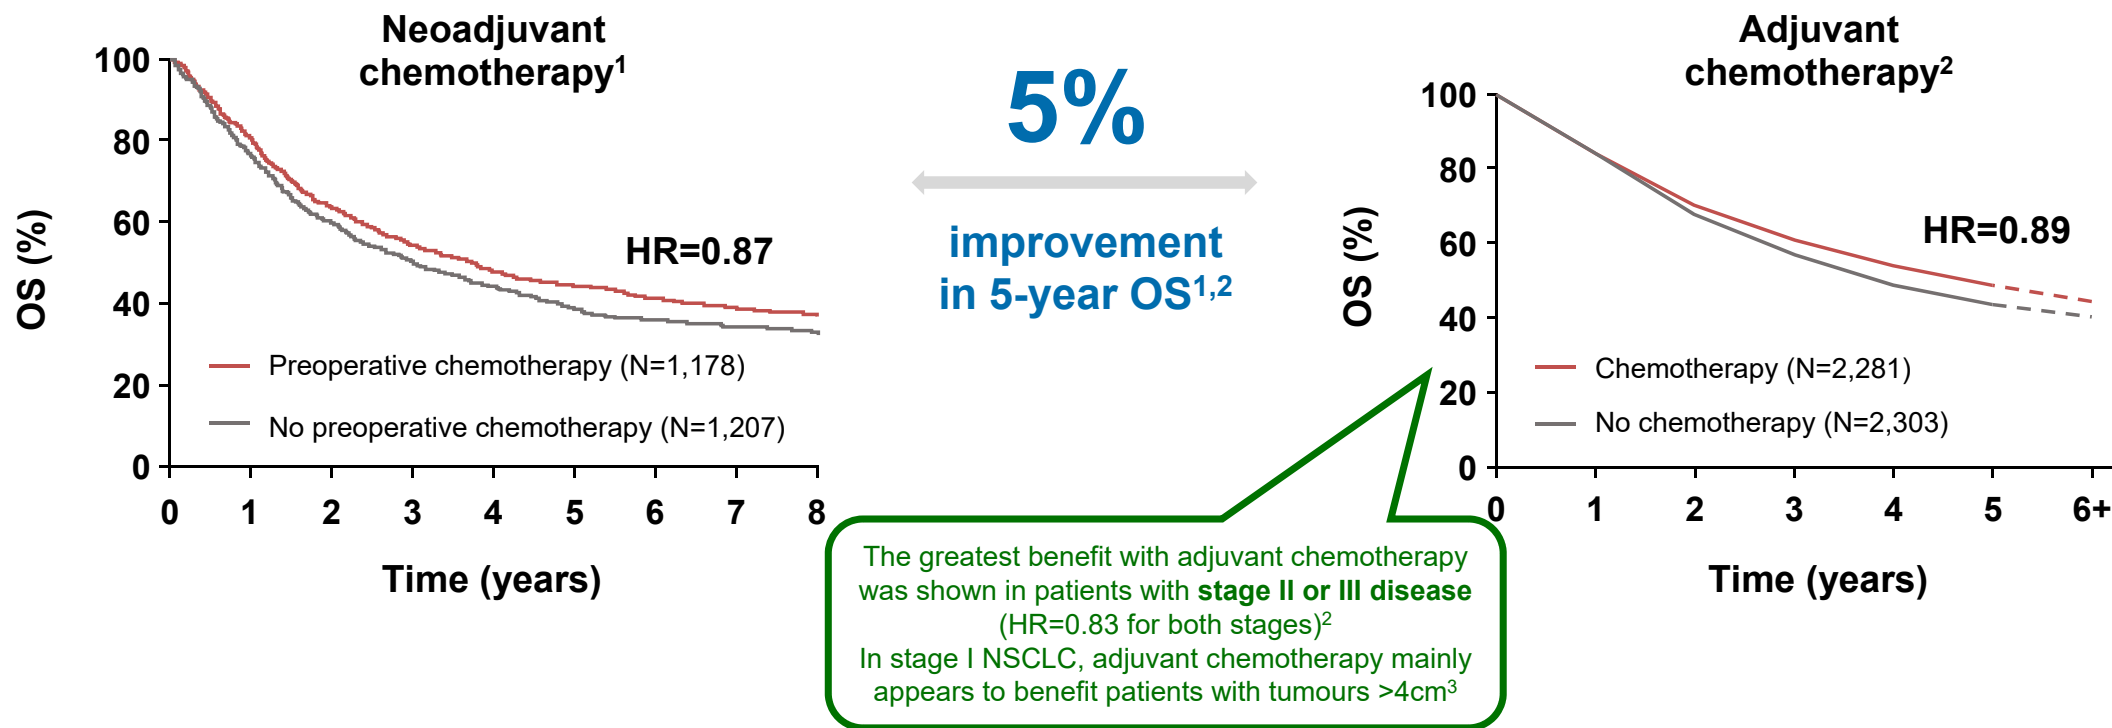 Neoadjuvant
chemotherapy1
100
80
60
40
20
0
OS (%)
HR=0.87
Preoperative chemotherapy (N=1,178)
No preoperative chemotherapy (N=1,207)
0 1 2 3 4 5 6 7 8
Time (years)
5%
improvement
in 5-year OS1,2
Adjuvant
chemotherapy2
100
80
60
40
20
0
OS (%)
HR=0.89
Chemotherapy (N=2,281)
No chemotherapy (N=2,303)
0 1 2 3 4 5 6+
Time (years)
The greatest benefit with adjuvant chemotherapy
was shown in patients with stage II or III disease
(HR=0.83 for both stages)2
In stage I NSCLC, adjuvant chemotherapy mainly
appears to benefit patients with tumours >4cm3